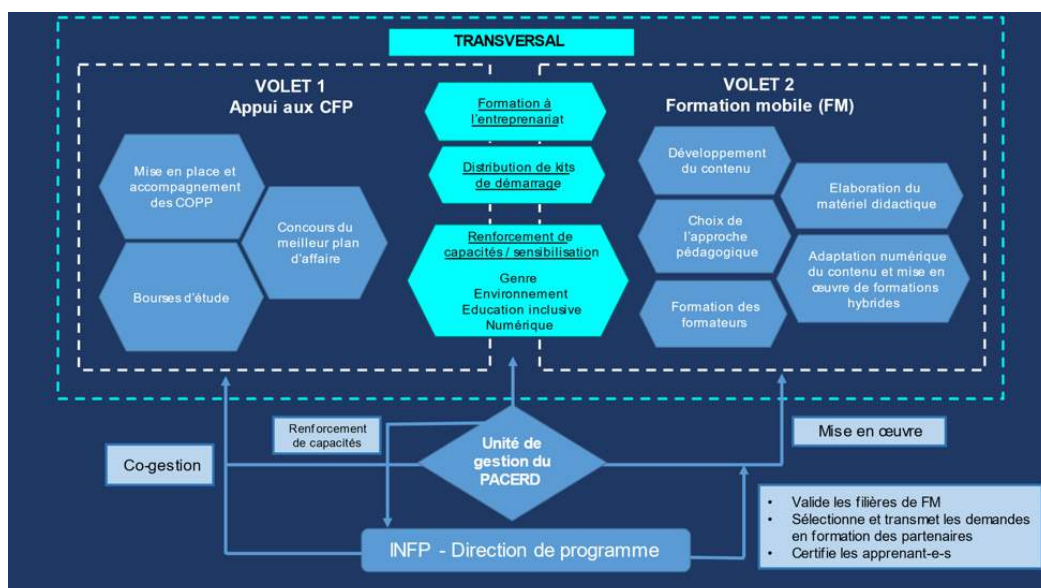 TRANSVERSAL
VOLET 1
Appui aux CFP
Mise en place et
accompagnement
des COPP
Concours du
meilleur plan
d'affaire
Bourses d'étude
Formation à
l'entreprenariat
Distribution de kits
de démarrage
Renforcement de
capacités / sensibilisation
Genre
Environnement
Education inclusive
Numérique
VOLET 2
Formation mobile (FM)
Développement
du contenu
Elaboration du
matériel didactique
Choix de
l'approche
pédagogique
Adaptation numérique
du contenu et mise en
œuvre de formations
hybrides
Formation des
formateurs
Co-gestion
Renforcement
de capacités
Unité de
gestion du
PACERD
Mise en œuvre
INFP - Direction de programme
• Valide les filières de FM
• Sélectionne et transmet les demandes
en formation des partenaires
• Certifie les apprenant-e-s